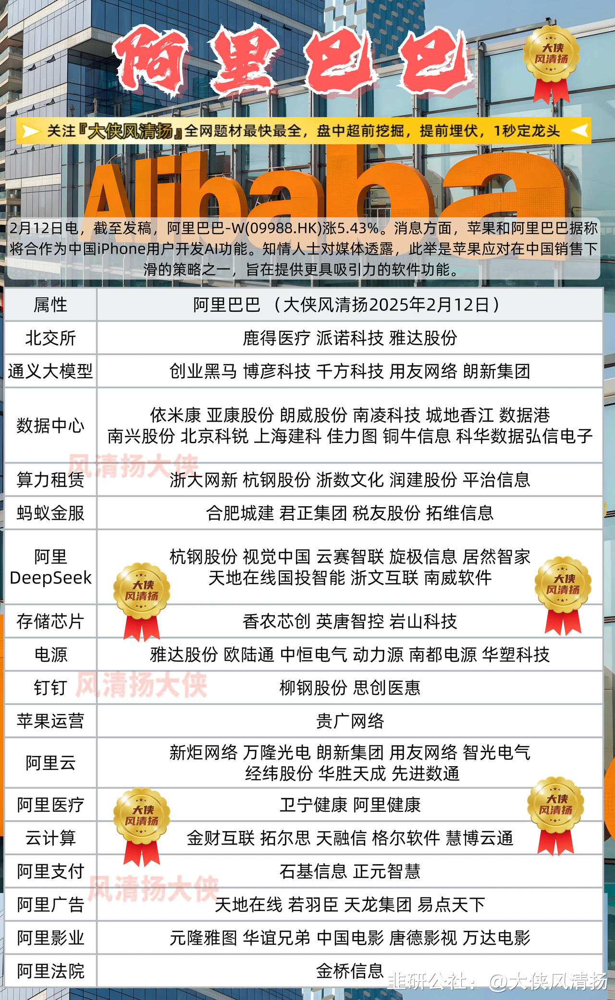 阿里巴巴
大侠
风清扬
关注『大侠风清扬』全网题材最快最全，盘中超前挖掘，提前埋伏，1秒定龙头
Alibaba
2月12日电，截至发稿，阿里巴巴-W(09988.HK)涨5.43%。消息方面，苹果和阿里巴巴据称
将合作为中国iPhone用户开发AI功能。知情人士对媒体透露，此举是苹果应对在中国销售下
滑的策略之一，旨在提供更具吸引力的软件功能。
属性 阿里巴巴 （大侠风清扬2025年2月12日）
北交所 鹿得医疗 派诺科技 雅达股份
通义大模型 创业黑马 博彦科技 千方科技 用友网络 朗新集团
数据中心
依米康 亚康股份 朗威股份 南凌科技 城地香江 数据港
南兴股份 北京科锐 上海建科 佳力图 铜牛信息 科华数据弘信电子
风清扬大侠
算力租赁 浙大网新 杭钢股份 浙数文化 润建股份 平治信息
蚂蚁金服 合肥城建 君正集团 税友股份 拓维信息
阿里
DeepSeek
杭钢股份 视觉中国 云赛智联 旋极信息 居然智家
天地在线国投智能 浙文互联 南威软件
大侠
风清扬
大侠
风清扬
存储芯片 香农芯创 英唐智控 岩山科技
电源 雅达股份 欧陆通 中恒电气 动力源 南都电源 华塑科技
钉钉 柳钢股份 思创医惠
风清扬大侠
苹果运营 贵广网络
阿里云
新炬网络 万隆光电 朗新集团 用友网络 智光电气
经纬股份 华胜天成 先进数通
阿里医疗 卫宁健康 阿里健康
大侠
风清扬
大侠
风清扬
云计算 金财互联 拓尔思 天融信 格尔软件 慧博云通
阿里支付 石基信息 正元智慧
风清扬大侠
阿里广告 天地在线 若羽臣 天龙集团 易点天下
阿里影业 元隆雅图 华谊兄弟 中国电影 唐德影视 万达电影
阿里法院 金桥信息
韭研公社：@大侠风清扬